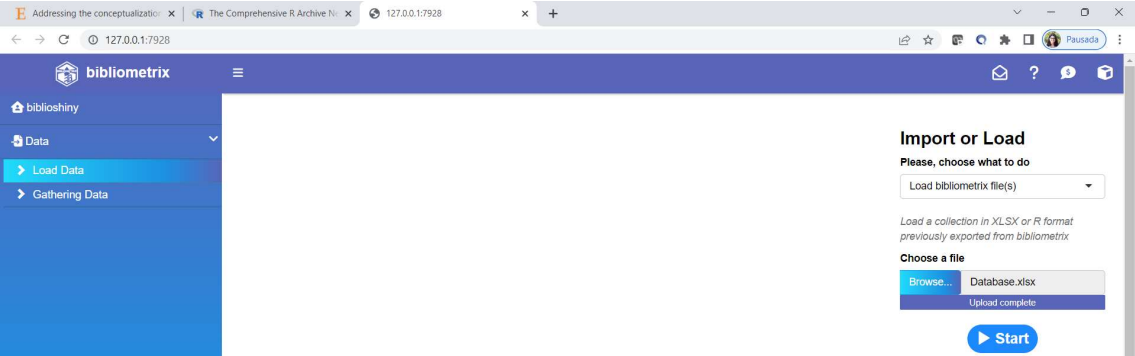 Addressing the conceptualizatio
The Comprehensive R Archive Ne
127.0.0.1:7928
127.0.0.1:7928
Pausada
bibliometrix
biblioshiny
Data
Load Data
Gathering Data
Import or Load
Please, choose what to do
Load bibliometrix file(s)
Load a collection in XLSX or R format
previously exported from bibliometrix
Choose a file
Browse... Database.xlsx
Upload complete
Start